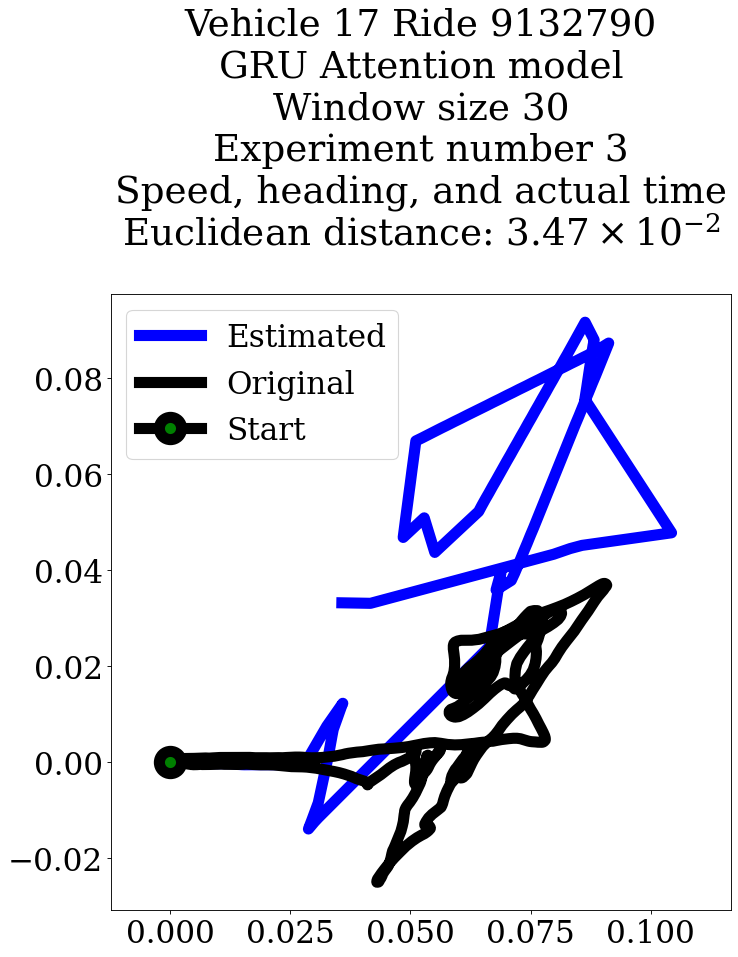 Vehicle 17 Ride 9132790
GRU Attention model
Window size 30
Experiment number 3
Speed, heading, and actual time
Euclidean distance: 3.47 × 10⁻²
Estimated
Original
Start
0.08
0.06
0.04
0.02
0.00
−0.02
0.000 0.025 0.050 0.075 0.100